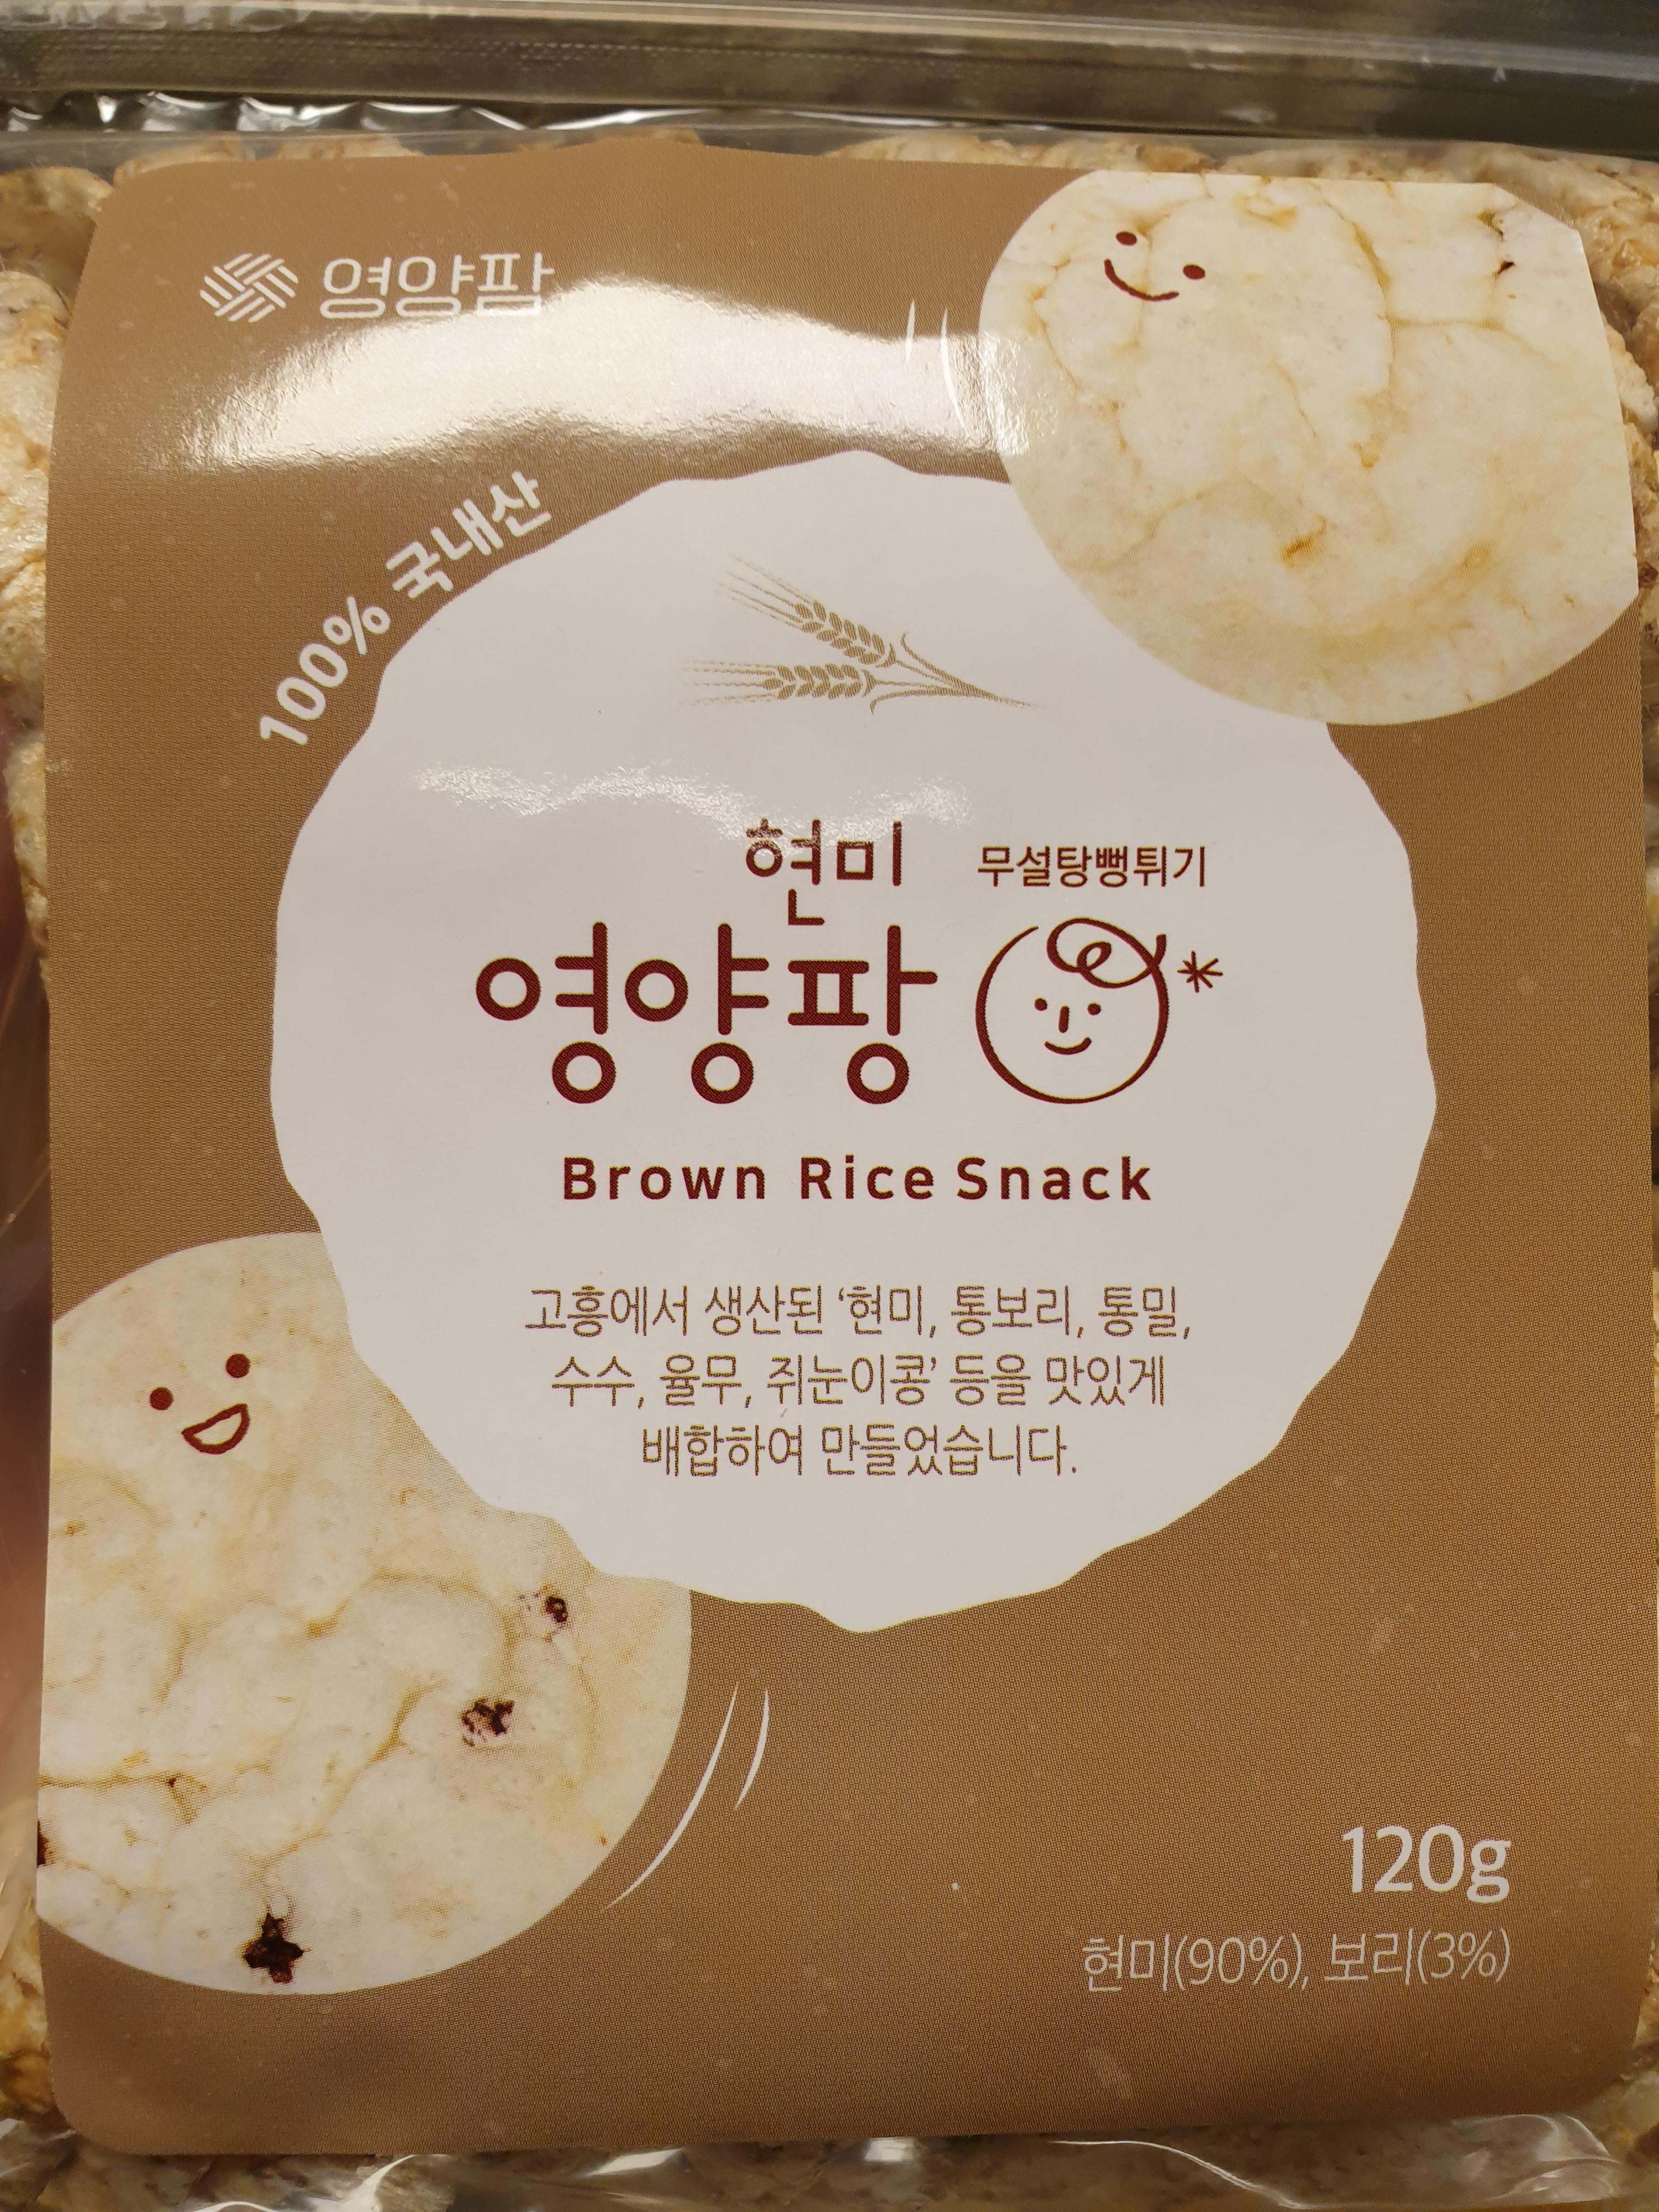 영양팜
100% 국내산
현미
무설탕뻥튀기
영양팡
Brown Rice Snack
고흥에서 생산된 ‘현미, 통보리, 통밀,
수수, 율무, 쥐눈이콩’ 등을 맛있게
배합하여 만들었습니다.
120g
현미(90%), 보리(3%)